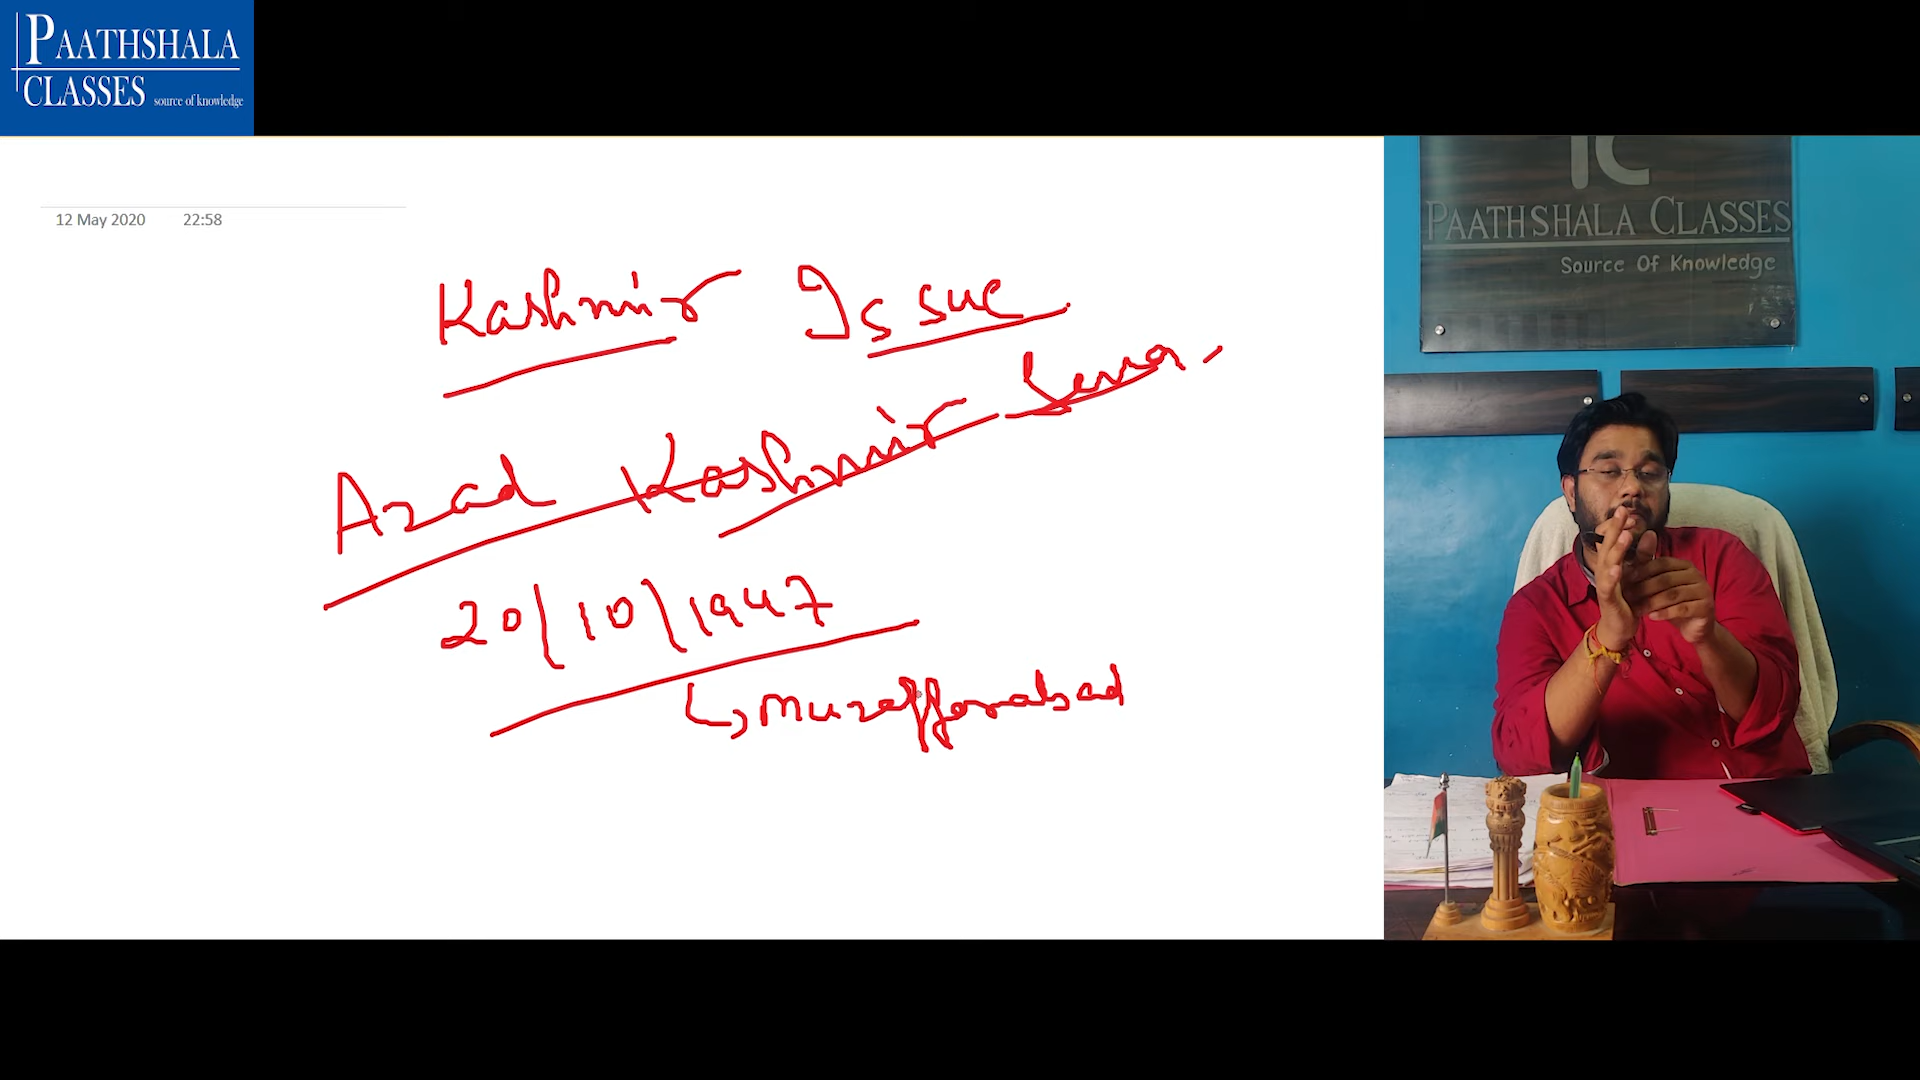 PAATHSHALA
CLASSES source of knowledge
12 May 2020 22:58
Kashmir Issue
Azad Kashmir Sena.
20/10/1947
↳ Muzafferabad
PAATHSHALA CLASSES
Source Of Knowledge